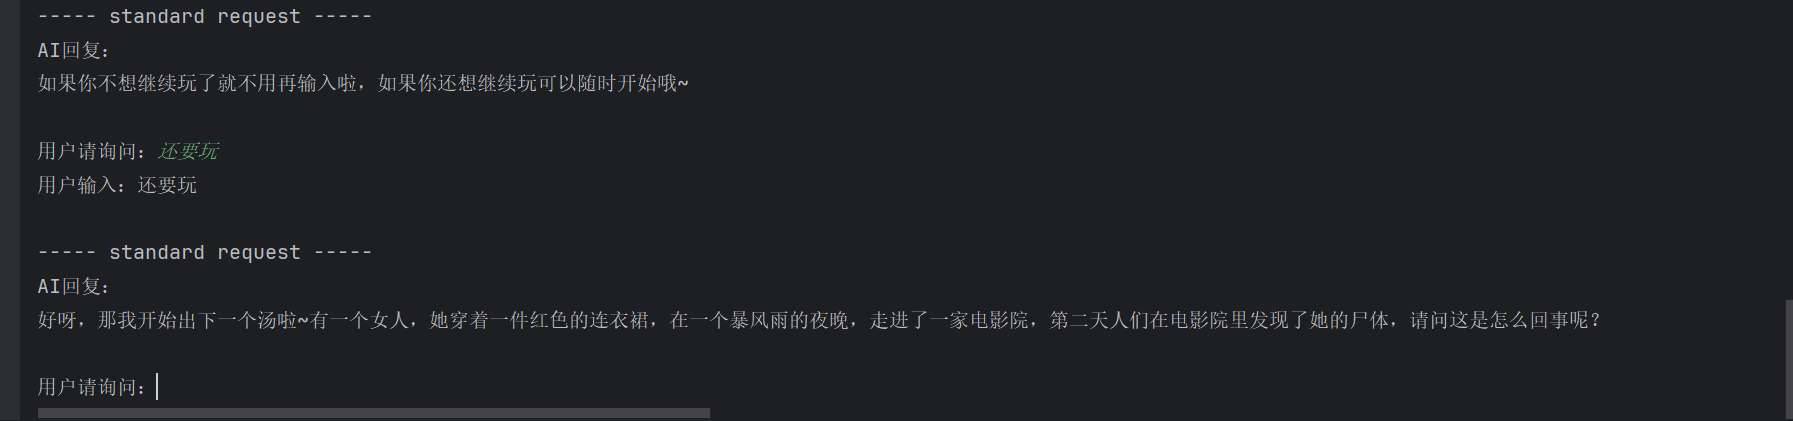 ----- standard request -----
AI回复：
如果你不想继续玩了就不用再输入啦，如果你还想继续玩可以随时开始哦~
用户请询问：还要玩
用户输入：还要玩
----- standard request -----
AI回复：
好呀，那我开始出下一个汤啦~有一个女人，她穿着一件红色的连衣裙，在一个暴风雨的夜晚，走进了一家电影院，第二天人们在电影院里发现了她的尸体，请问这是怎么回事呢？
用户请询问：